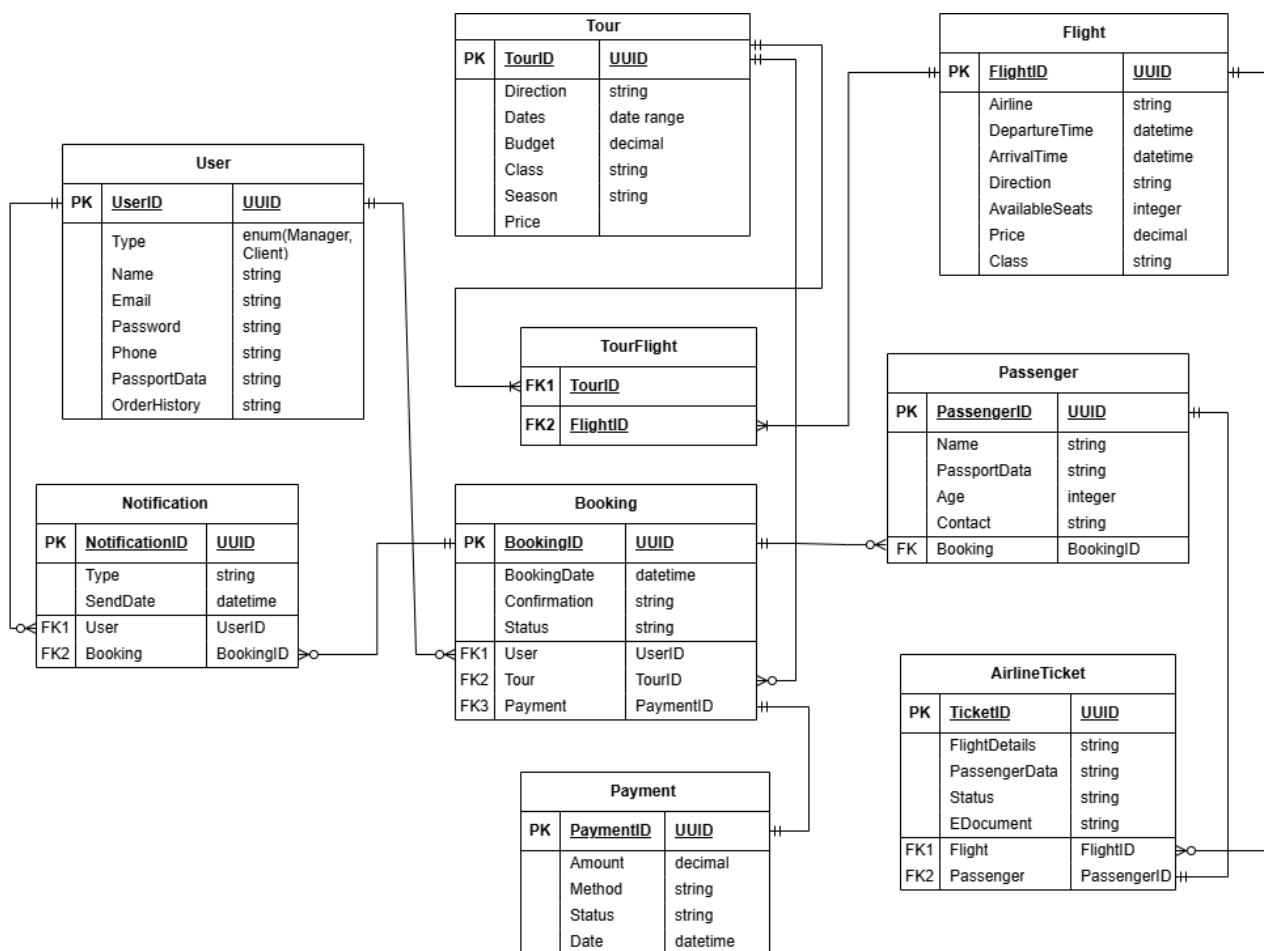 Tour
PK TourID UUID
Direction string
Dates date range
Budget decimal
Class string
Season string
Price
Flight
PK FlightID UUID
Airline string
DepartureTime datetime
ArrivalTime datetime
Direction string
AvailableSeats integer
Price decimal
Class string
User
PK UserID UUID
Type enum(Manager,
Client)
Name string
Email string
Password string
Phone string
PassportData string
OrderHistory string
TourFlight
FK1 TourID
FK2 FlightID
Passenger
PK PassengerID UUID
Name string
PassportData string
Age integer
Contact string
FK Booking BookingID
Notification
PK NotificationID UUID
Type string
SendDate datetime
FK1 User UserID
FK2 Booking BookingID
Booking
PK BookingID UUID
BookingDate datetime
Confirmation string
Status string
FK1 User UserID
FK2 Tour TourID
FK3 Payment PaymentID
AirlineTicket
PK TicketID UUID
FlightDetails string
PassengerData string
Status string
EDocument string
FK1 Flight FlightID
FK2 Passenger PassengerID
Payment
PK PaymentID UUID
Amount decimal
Method string
Status string
Date datetime